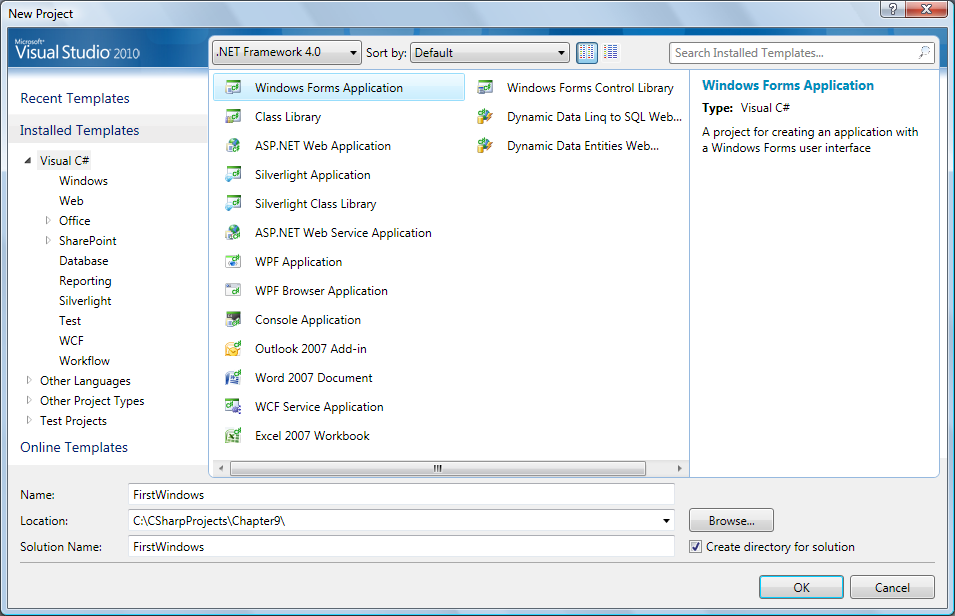 New Project
?
Microsoft®
Visual Studio 2010
.NET Framework 4.0
Sort by:
Default
Search Installed Templates...
Recent Templates
Installed Templates
Visual C#
Windows
Web
Office
SharePoint
Database
Reporting
Silverlight
Test
WCF
Workflow
Other Languages
Other Project Types
Test Projects
Online Templates
Windows Forms Application
Class Library
ASP.NET Web Application
Silverlight Application
Silverlight Class Library
ASP.NET Web Service Application
WPF Application
WPF Browser Application
Console Application
Outlook 2007 Add-in
Word 2007 Document
WCF Service Application
Excel 2007 Workbook
Windows Forms Control Library
Dynamic Data Linq to SQL Web...
Dynamic Data Entities Web...
Windows Forms Application
Type: Visual C#
A project for creating an application with
a Windows Forms user interface
Name:
FirstWindows
Location:
C:\CSharpProjects\Chapter9\
Browse...
Solution Name:
FirstWindows
Create directory for solution
OK
Cancel